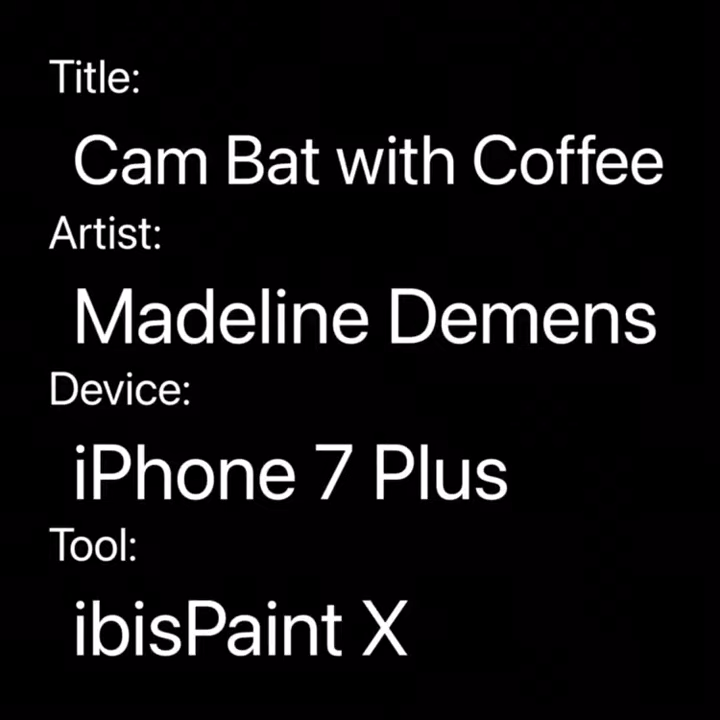 Title:
Cam Bat with Coffee
Artist:
Madeline Demens
Device:
iPhone 7 Plus
Tool:
ibisPaint X